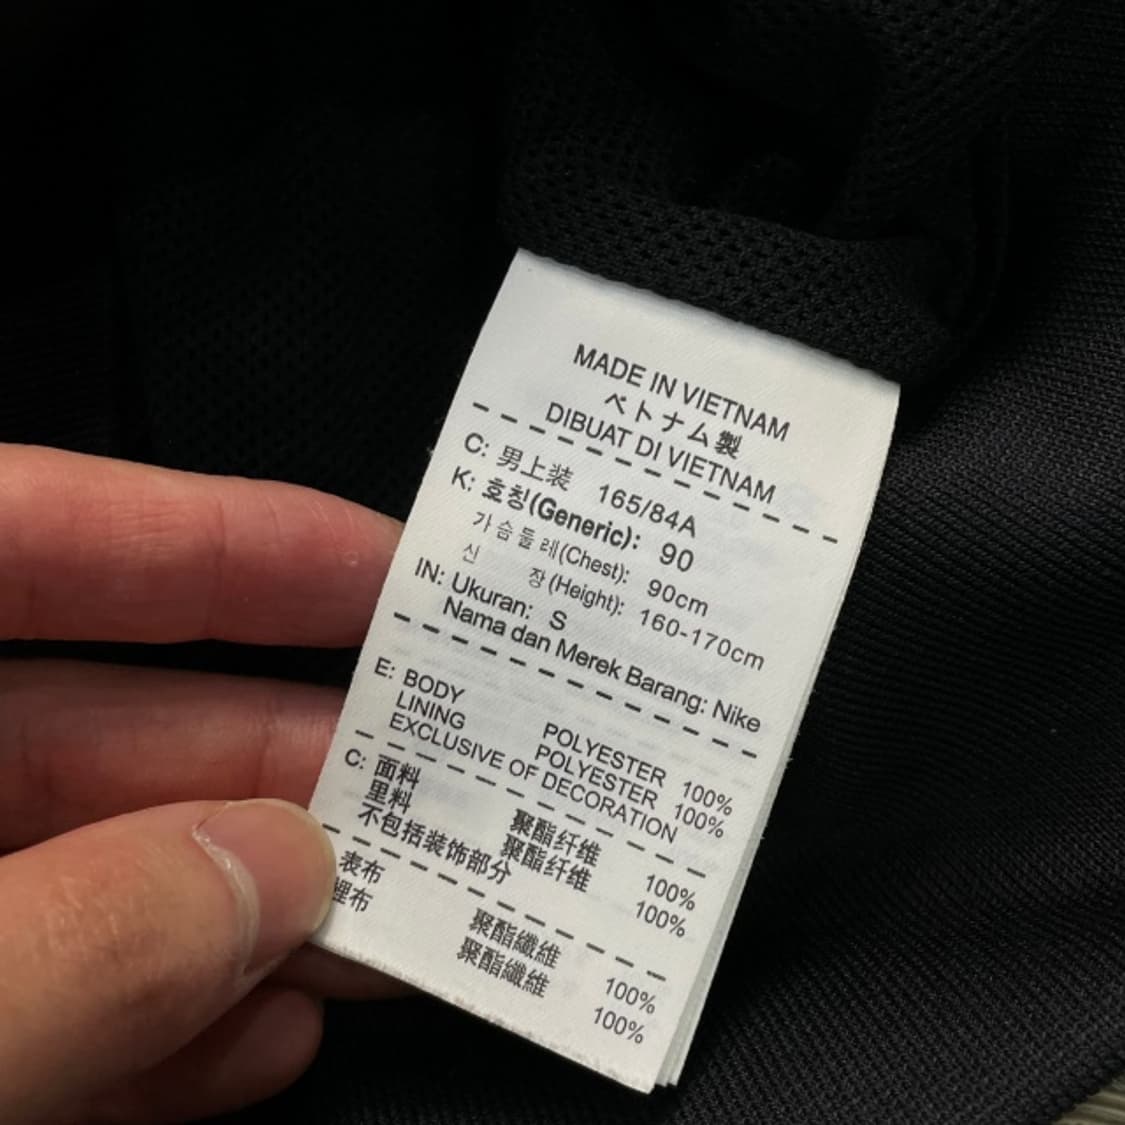 MADE IN VIETNAM
ベトナム製
DIBUAT DI VIETNAM
C: 男上装 165/84A
K: 호칭(Generic): 90
가슴둘레(Chest): 90cm
신 장(Height): 160-170cm
IN: Ukuran: S
Nama dan Merek Barang: Nike
E: BODY POLYESTER 100%
LINING POLYESTER 100%
EXCLUSIVE OF DECORATION
C: 面料 聚酯纤维 100%
里料 聚酯纤维 100%
不包括装饰部分
表布 聚酯纖維 100%
裡布 聚酯纖維 100%